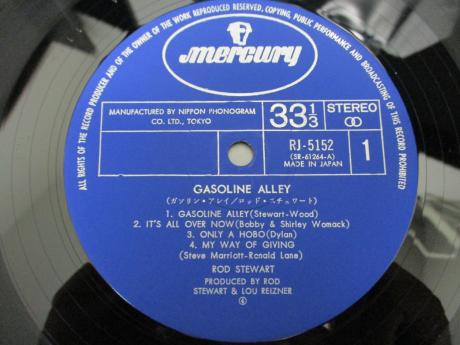 ALL RIGHTS OF THE RECORD PRODUCER AND OF THE OWNER OF THE WORK REPRODUCED RESERVED, COPYING, PUBLIC PERFORMANCE AND BROADCASTING OF THIS RECORD PROHIBITED
mercury
MANUFACTURED BY NIPPON PHONOGRAM
CO. LTD., TOKYO
33 1/3
STEREO
RJ-5152
(SR-61264-A)
MADE IN JAPAN
1
GASOLINE ALLEY
(ガソリン・アレイ/ロッド・スチュワート)
1. GASOLINE ALLEY(Stewart-Wood)
2. IT'S ALL OVER NOW(Bobby & Shirley Womack)
3. ONLY A HOBO(Dylan)
4. MY WAY OF GIVING
(Steve Marriott-Ronald Lane)
ROD STEWART
PRODUCED BY ROD
STEWART & LOU REIZNER